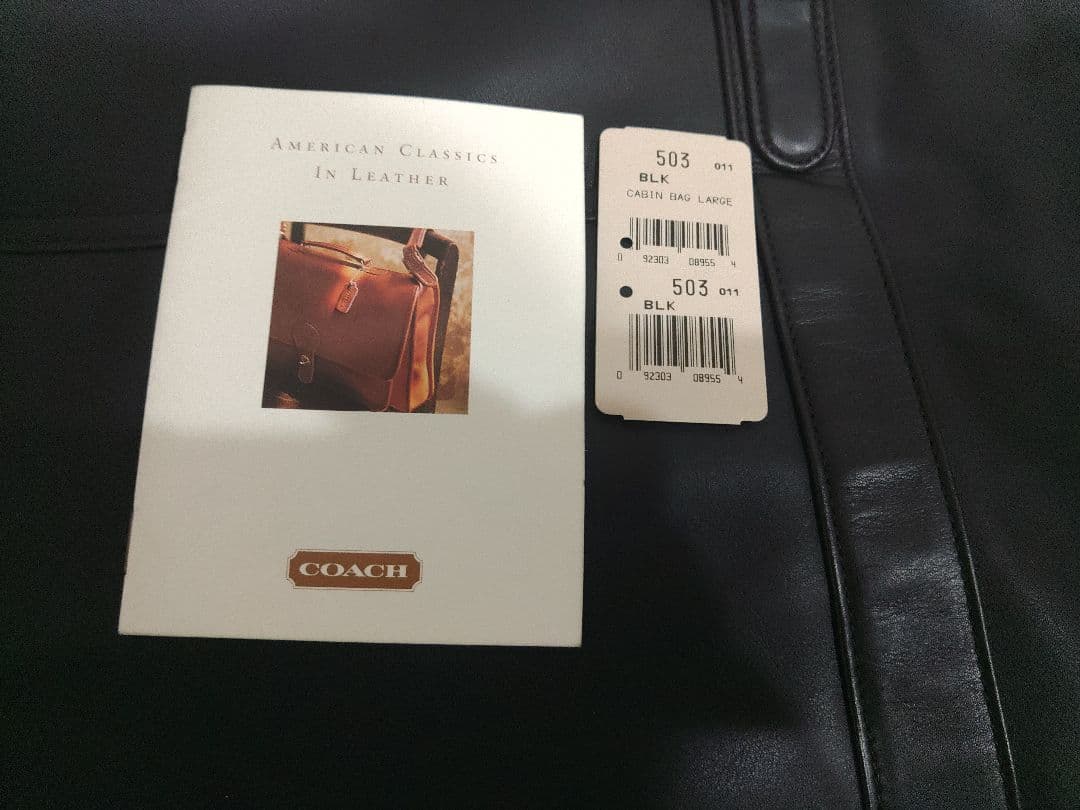 AMERICAN CLASSICS
IN LEATHER
COACH
503 011
BLK
CABIN BAG LARGE
0 92303 08955 4
503 011
BLK
0 92303 08955 4